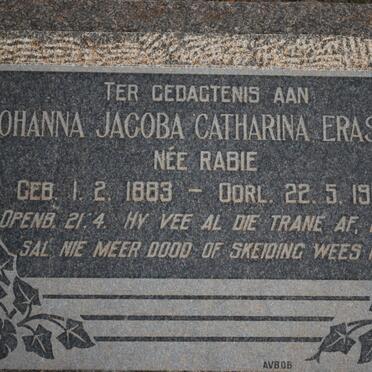 TER GEDAGTENIS AAN
OHANNA JACOBA CATHARINA ERAS
NÉE RABIE
GEB. 1. 2. 1883 – OORL. 22. 5. 19
OPENB. 21:4. HY VEE AL DIE TRANE AF,
SAL NIE MEER DOOD OF SKEIDING WEES
AVBOB